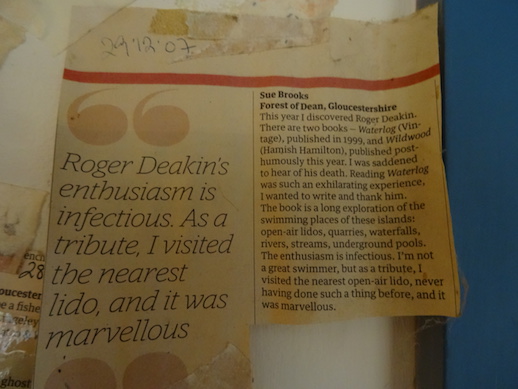 29.12.07
Roger Deakin's
enthusiasm is
infectious. As a
tribute, I visited
the nearest
lido, and it was
marvellous
Sue Brooks
Forest of Dean, Gloucestershire
This year I discovered Roger Deakin.
There are two books – Waterlog (Vin-
tage), published in 1999, and Wildwood
(Hamish Hamilton), published post-
humously this year. I was saddened
to hear of his death. Reading Waterlog
was such an exhilarating experience,
I wanted to write and thank him.
The book is a long exploration of the
swimming places of these islands:
open-air lidos, quarries, waterfalls,
rivers, streams, underground pools.
The enthusiasm is infectious. I'm not
a great swimmer, but as a tribute, I
visited the nearest open-air lido, never
having done such a thing before, and it
was marvellous.
28
ghost